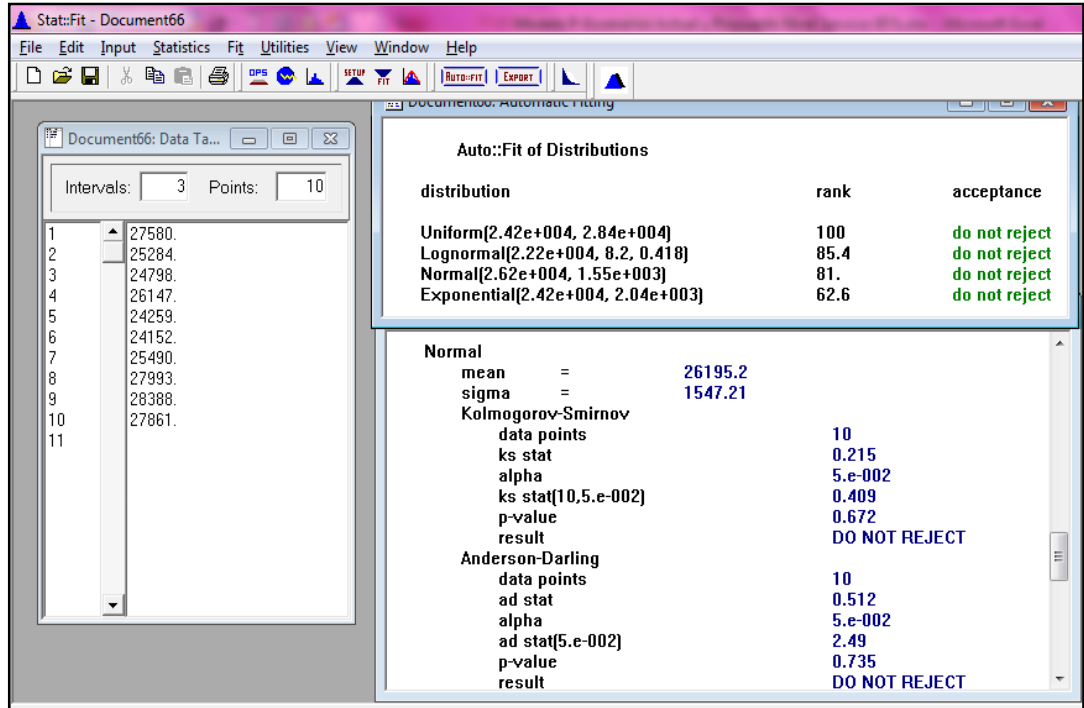 Stat::Fit - Document66
File Edit Input Statistics Fit Utilities View Window Help
OPS SETUP FIT AUTO::FIT EXPORT
Document66: Data Ta...
Intervals: 3 Points: 10
1 27580.
2 25284.
3 24798.
4 26147.
5 24259.
6 24152.
7 25490.
8 27993.
9 28388.
10 27861.
11
Document66: Automatic Fitting
Auto::Fit of Distributions
distribution rank acceptance
Uniform(2.42e+004, 2.84e+004) 100 do not reject
Lognormal(2.22e+004, 8.2, 0.418) 85.4 do not reject
Normal(2.62e+004, 1.55e+003) 81. do not reject
Exponential(2.42e+004, 2.04e+003) 62.6 do not reject
Normal
mean = 26195.2
sigma = 1547.21
Kolmogorov-Smirnov
data points 10
ks stat 0.215
alpha 5.e-002
ks stat(10,5.e-002) 0.409
p-value 0.672
result DO NOT REJECT
Anderson-Darling
data points 10
ad stat 0.512
alpha 5.e-002
ad stat(5.e-002) 2.49
p-value 0.735
result DO NOT REJECT